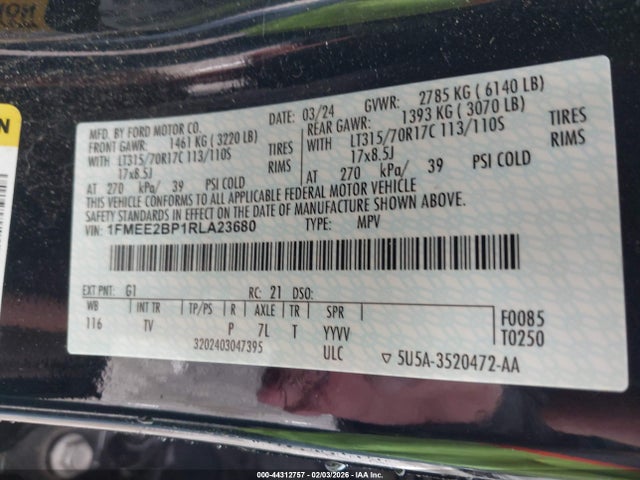 MFD. BY FORD MOTOR CO.
DATE: 03/24 GVWR: 2785 KG ( 6140 LB)
FRONT GAWR: 1461 KG ( 3220 LB) REAR GAWR: 1393 KG ( 3070 LB)
WITH LT315/70R17C 113/110S TIRES WITH LT315/70R17C 113/110S TIRES
17x8.5J RIMS 17x8.5J RIMS
AT 270 kPa/ 39 PSI COLD AT 270 kPa/ 39 PSI COLD
THIS VEHICLE CONFORMS TO ALL APPLICABLE FEDERAL MOTOR VEHICLE
SAFETY STANDARDS IN EFFECT ON THE DATE OF MANUFACTURE SHOWN ABOVE.
VIN: 1FMEE2BP1RLA23680 TYPE: MPV
EXT PNT: G1 RC: 21 DSO:
WB INT TR TP/PS R AXLE TR SPR
116 TV P 7L T YYVV
F0085
T0250
3202403047395 ULC ▽ 5U5A-3520472-AA
000-44312757 - 02/03/2026 - IAAI.COM